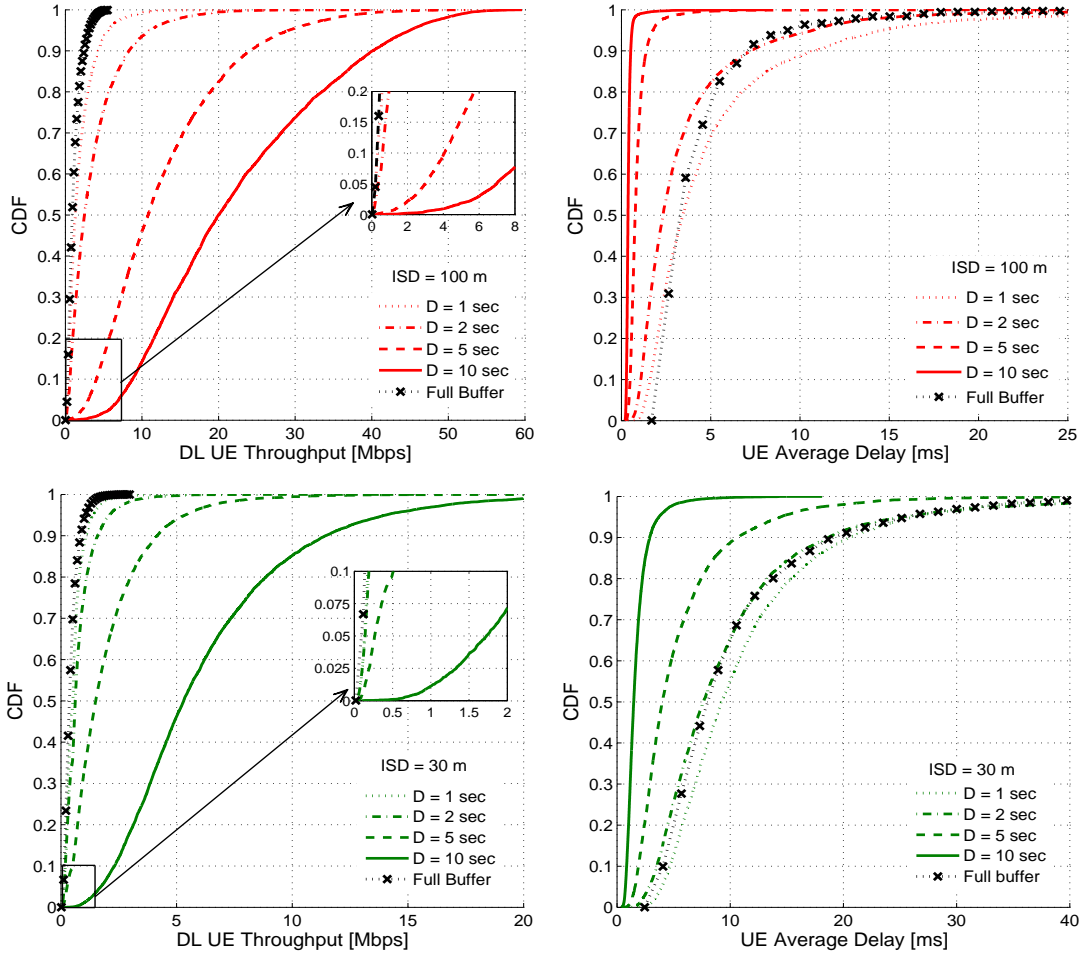 1
0.9
0.8
0.7
0.6
0.5
0.4
0.3
0.2
0.1
0
CDF
0 10 20 30 40 50 60
DL UE Throughput [Mbps]
0.2
0.15
0.1
0.05
0
0 2 4 6 8
ISD = 100 m
D = 1 sec
D = 2 sec
D = 5 sec
D = 10 sec
Full Buffer
1
0.9
0.8
0.7
0.6
0.5
0.4
0.3
0.2
0.1
0
CDF
0 5 10 15 20 25
UE Average Delay [ms]
ISD = 100 m
D = 1 sec
D = 2 sec
D = 5 sec
D = 10 sec
Full Buffer
1
0.9
0.8
0.7
0.6
0.5
0.4
0.3
0.2
0.1
0
CDF
0 5 10 15 20
DL UE Throughput [Mbps]
0.1
0.075
0.05
0.025
0
0 0.5 1 1.5 2
ISD = 30 m
D = 1 sec
D = 2 sec
D = 5 sec
D = 10 sec
Full Buffer
1
0.9
0.8
0.7
0.6
0.5
0.4
0.3
0.2
0.1
0
CDF
0 10 20 30 40
UE Average Delay [ms]
ISD = 30 m
D = 1 sec
D = 2 sec
D = 5 sec
D = 10 sec
Full buffer